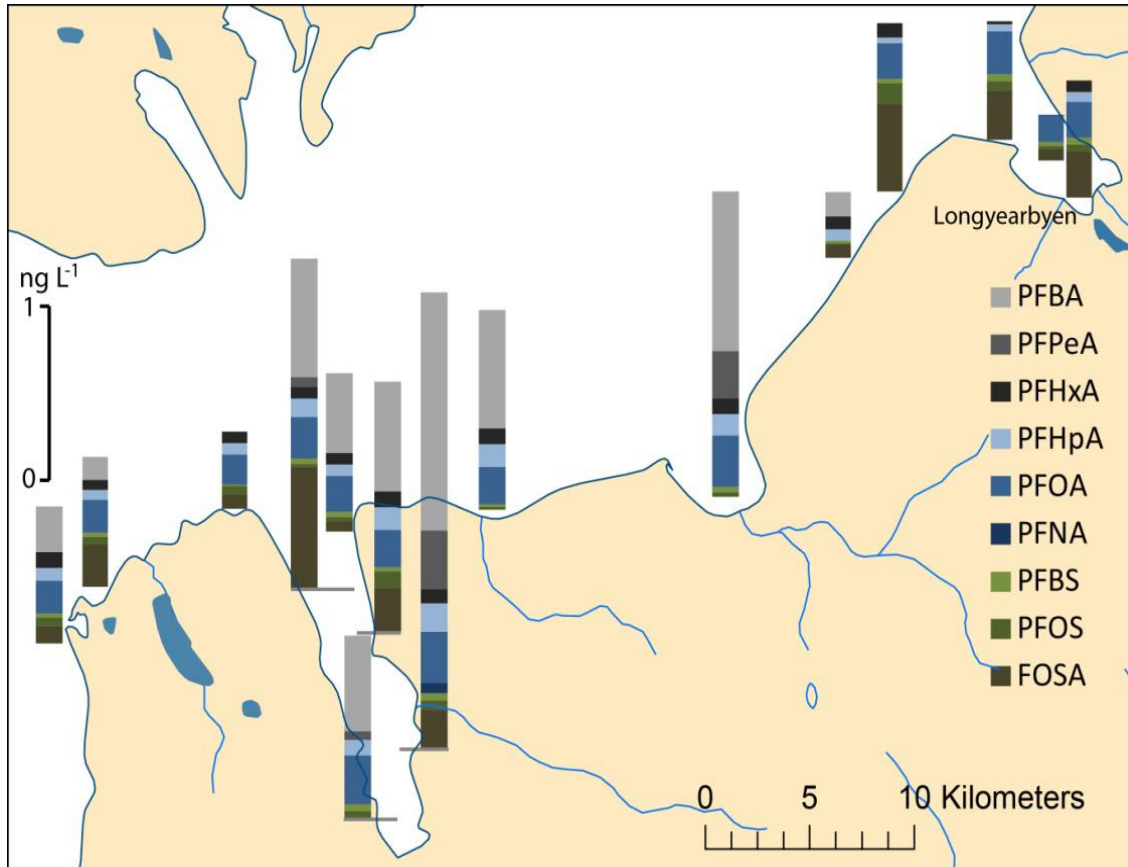 Longyearbyen
ng L⁻¹
1
0
PFBA
PFPeA
PFHxA
PFHpA
PFOA
PFNA
PFBS
PFOS
FOSA
0 5 10 Kilometers